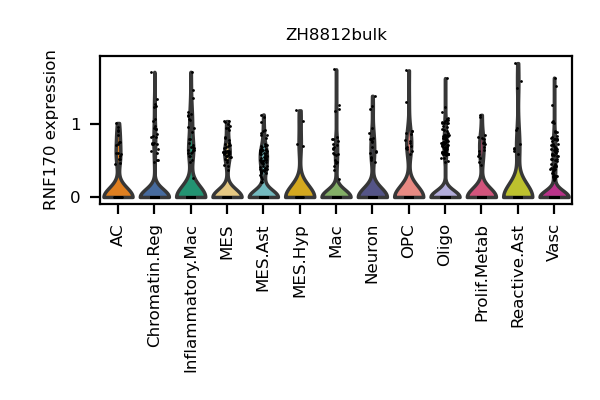 ZH8812bulk
RNF170 expression
1
0
AC
Chromatin.Reg
Inflammatory.Mac
MES
MES.Ast
MES.Hyp
Mac
Neuron
OPC
Oligo
Prolif.Metab
Reactive.Ast
Vasc